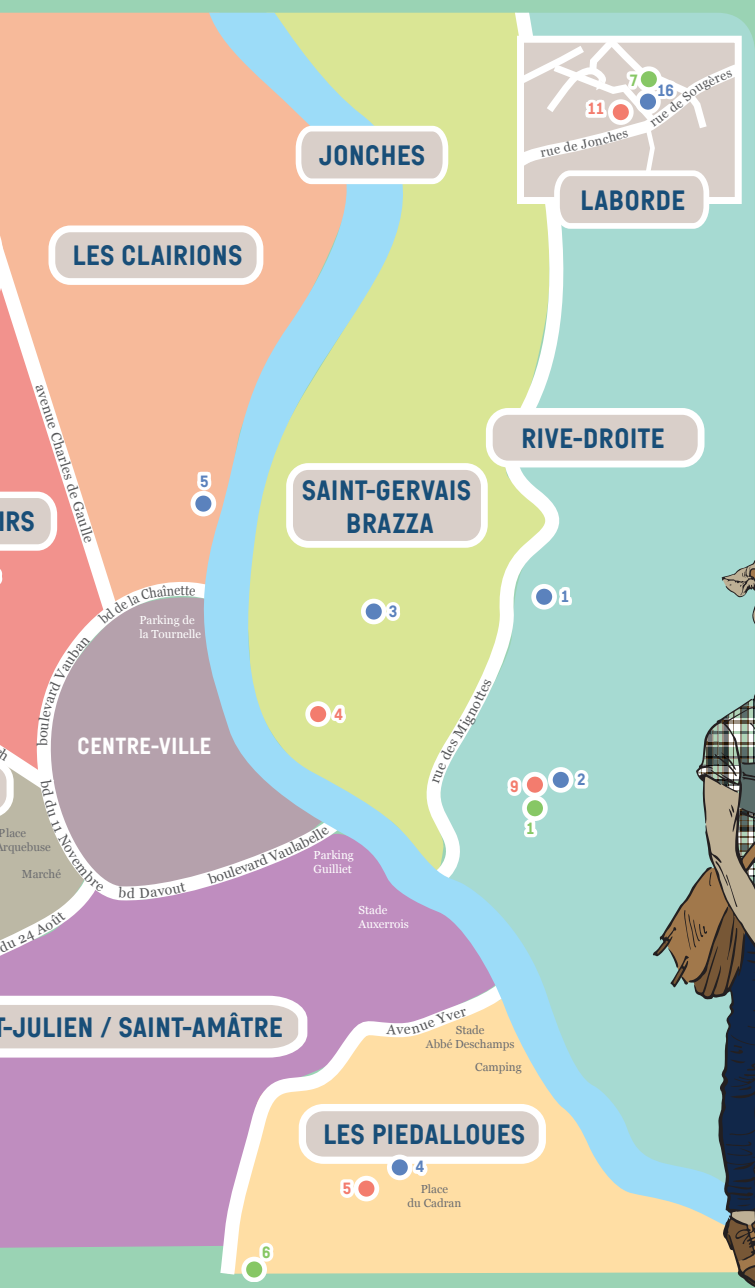 7
16
11
rue de Sougères
rue de Jonches
JONCHES
LABORDE
LES CLAIRIONS
avenue Charles de Gaulle
RIVE-DROITE
5
SAINT-GERVAIS
BRAZZA
IRS
bd de la Chaînette
1
3
Parking de
la Tournelle
boulevard Vauban
4
rue des Mignottes
CENTRE-VILLE
h
9
2
1
bd du 11 Novembre
Place
Arquebuse
Marché
boulevard Vaulabelle
Parking
Guilliet
bd Davout
Stade
Auxerrois
du 24 Août
T-JULIEN / SAINT-AMÂTRE
Avenue Yver
Stade
Abbé Deschamps
Camping
LES PIEDALLOUES
4
5
Place
du Cadran
6